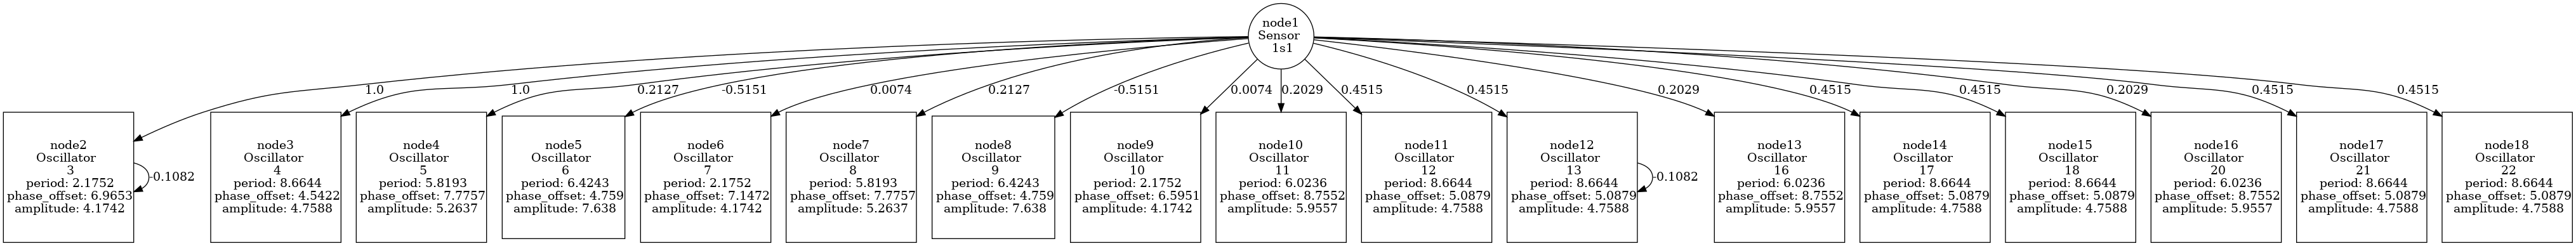 node1
Sensor
1s1
1.0
1.0
0.2127
-0.5151
0.0074
0.2127
-0.5151
0.0074
0.2029
0.4515
0.4515
0.2029
0.4515
0.4515
0.2029
0.4515
0.4515
node2
Oscillator
3
period: 2.1752
phase_offset: 6.9653
amplitude: 4.1742
-0.1082
node3
Oscillator
4
period: 8.6644
phase_offset: 4.5422
amplitude: 4.7588
node4
Oscillator
5
period: 5.8193
phase_offset: 7.7757
amplitude: 5.2637
node5
Oscillator
6
period: 6.4243
phase_offset: 4.759
amplitude: 7.638
node6
Oscillator
7
period: 2.1752
phase_offset: 7.1472
amplitude: 4.1742
node7
Oscillator
8
period: 5.8193
phase_offset: 7.7757
amplitude: 5.2637
node8
Oscillator
9
period: 6.4243
phase_offset: 4.759
amplitude: 7.638
node9
Oscillator
10
period: 2.1752
phase_offset: 6.5951
amplitude: 4.1742
node10
Oscillator
11
period: 6.0236
phase_offset: 8.7552
amplitude: 5.9557
node11
Oscillator
12
period: 8.6644
phase_offset: 5.0879
amplitude: 4.7588
node12
Oscillator
13
period: 8.6644
phase_offset: 5.0879
amplitude: 4.7588
-0.1082
node13
Oscillator
16
period: 6.0236
phase_offset: 8.7552
amplitude: 5.9557
node14
Oscillator
17
period: 8.6644
phase_offset: 5.0879
amplitude: 4.7588
node15
Oscillator
18
period: 8.6644
phase_offset: 5.0879
amplitude: 4.7588
node16
Oscillator
20
period: 6.0236
phase_offset: 8.7552
amplitude: 5.9557
node17
Oscillator
21
period: 8.6644
phase_offset: 5.0879
amplitude: 4.7588
node18
Oscillator
22
period: 8.6644
phase_offset: 5.0879
amplitude: 4.7588